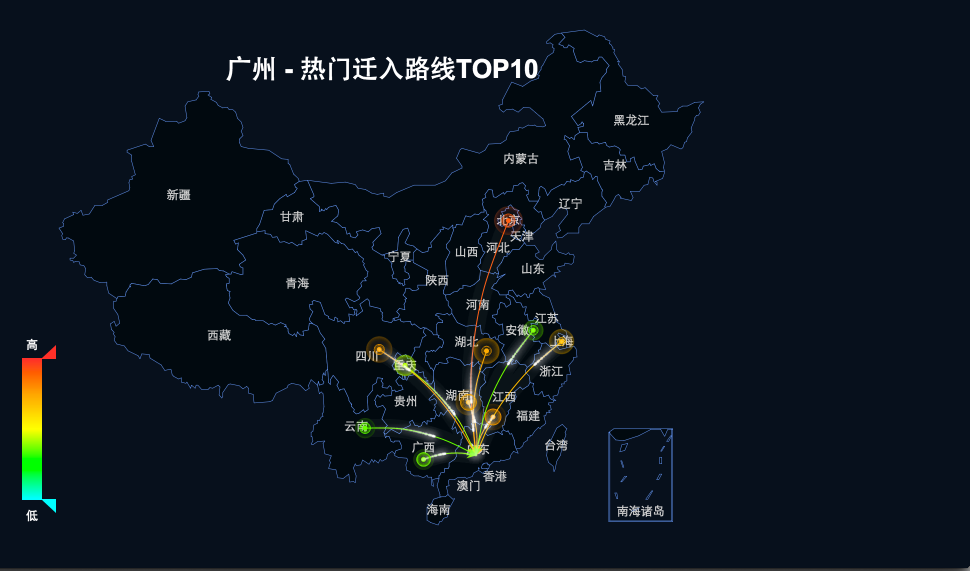 广州 - 热门迁入路线TOP10
黑龙江
内蒙古
吉林
新疆
辽宁
甘肃
北京
天津
河北
山西
宁夏
山东
陕西
青海
河南
江苏
安徽
西藏
上海
湖北
高
四川
重庆
浙江
湖南
江西
贵州
福建
云南
台湾
广西
广东
香港
澳门
海南
南海诸岛
低